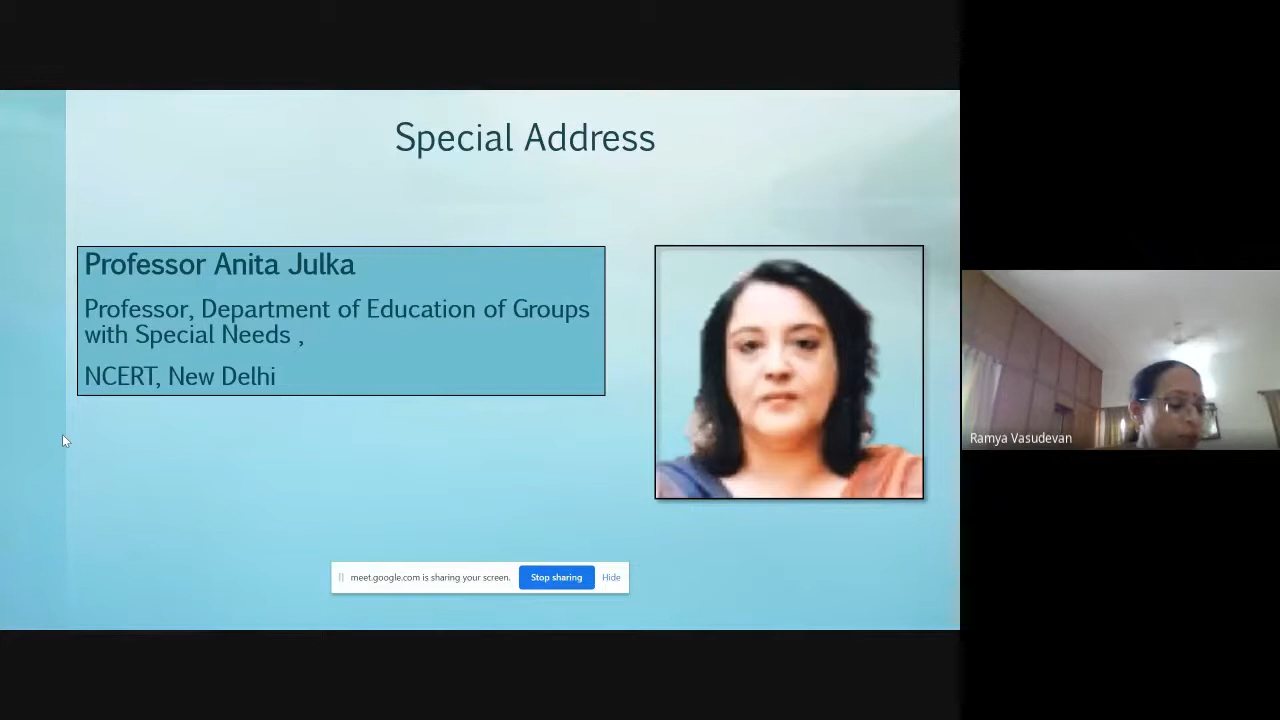 Special Address
Professor Anita Julka
Professor, Department of Education of Groups
with Special Needs ,
NCERT, New Delhi
Ramya Vasudevan
meet.google.com is sharing your screen. Stop sharing Hide